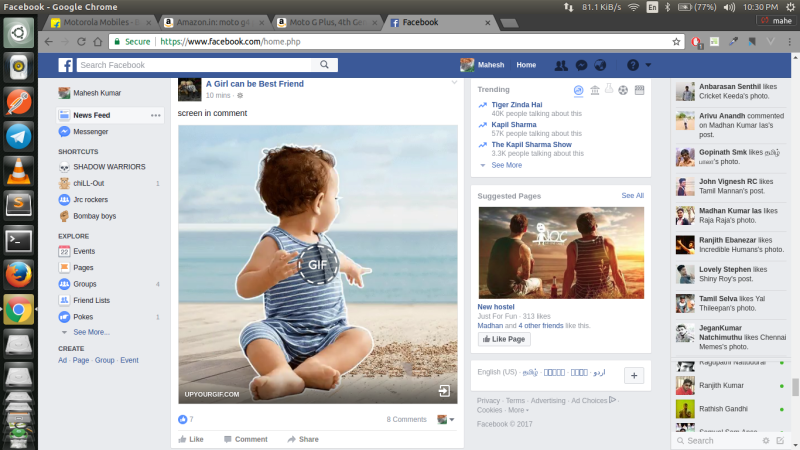 Facebook - Google Chrome
81.1 KiB/s
En
(77%)
10:30 PM
Motorola Mobiles - B
Amazon.in: moto g4 p
Moto G Plus, 4th Gen
Facebook
mahe
Secure
https://www.facebook.com/home.php
Search Facebook
Mahesh
Home
Mahesh Kumar
News Feed
Messenger
SHORTCUTS
SHADOW WARRIORS
chiLL-Out 1
Jrc rockers
Bombay boys
EXPLORE
Events
22
Pages
Groups 4
Friend Lists
Pokes 1
See More...
CREATE
Ad · Page · Group · Event
A Girl can be Best Friend
10 mins ·
screen in comment
GIF
UPYOURGIF.COM
7
8 Comments
Like
Comment
Share
Trending
Tiger Zinda Hai
40K people talking about this
Kapil Sharma
57K people talking about this
The Kapil Sharma Show
3.3K people talking about this
See More
Suggested Pages
See All
New hostel
Just For Fun · 313 likes
Madhan and 4 other friends like this.
Like Page
English (US) · தமிழ் ·
اردو
+
Privacy · Terms · Advertising · Ad Choices
Cookies · More
Facebook © 2017
Anbarasan Senthil likes
Cricket Keeda's photo.
Arivu Anandh commented
on Madhan Kumar Ias's
post.
Gopinath Smk likes தமிழ்
John Vignesh RC likes
Tamil Mannan's post.
Madhan Kumar Ias likes
Raja Raja's photo.
Ranjith Ebanezar likes
Incredible Humans's photo.
Lovely Stephen likes
Shiny Roy's post.
Tamil Selva likes Yal
Thileepan's photo.
JeganKumar
Natchimuthu likes Chennai
Memes's photo.
Ranjith Kumar
Rathish Gandhi
Search